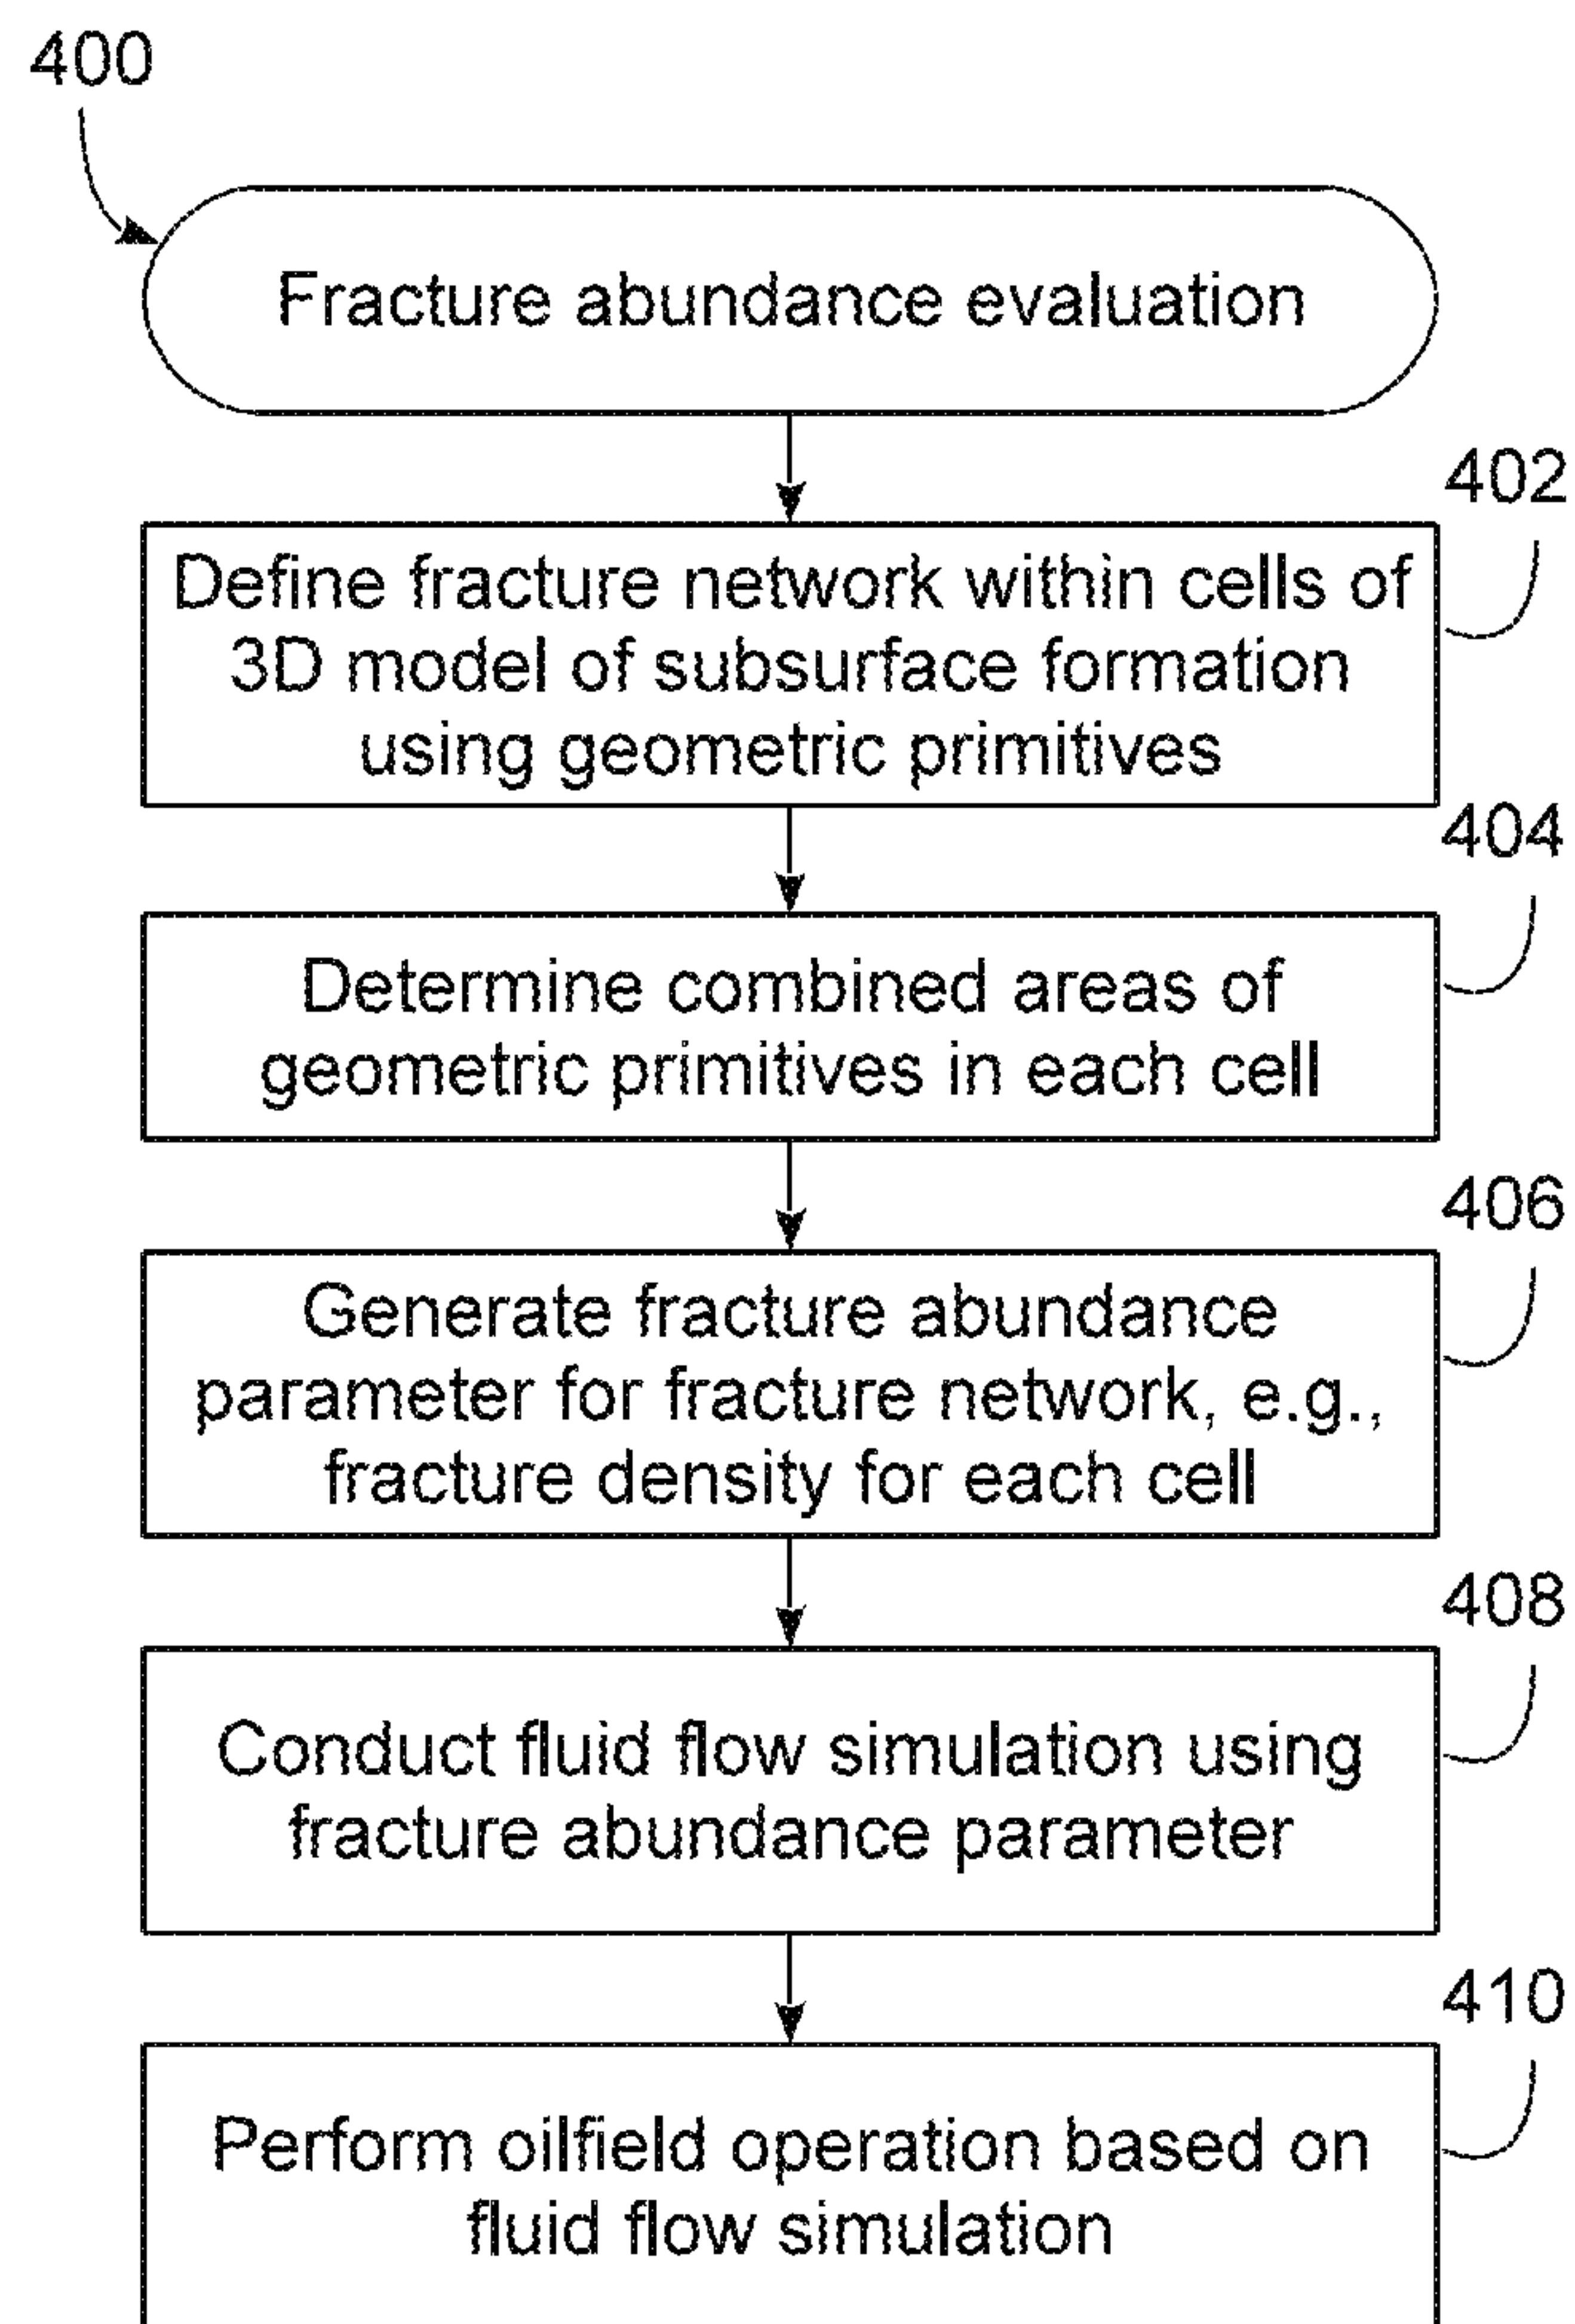 400
Fracture abundance evaluation
402
Define fracture network within cells of
3D model of subsurface formation
using geometric primitives
404
Determine combined areas of
geometric primitives in each cell
406
Generate fracture abundance
parameter for fracture network, e.g.,
fracture density for each cell
408
Conduct fluid flow simulation using
fracture abundance parameter
410
Perform oilfield operation based on
fluid flow simulation